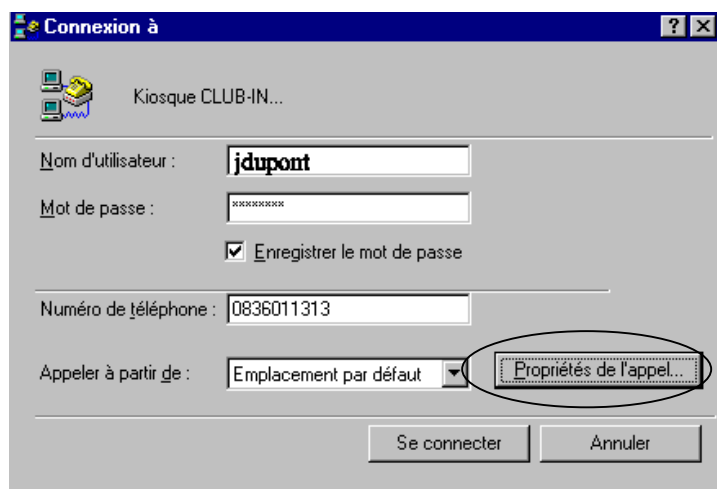 Connexion à
Kiosque CLUB-IN...
Nom d'utilisateur : jdupont
Mot de passe : ********
Enregistrer le mot de passe
Numéro de téléphone : 0836011313
Appeler à partir de : Emplacement par défaut Propriétés de l'appel...
Se connecter Annuler